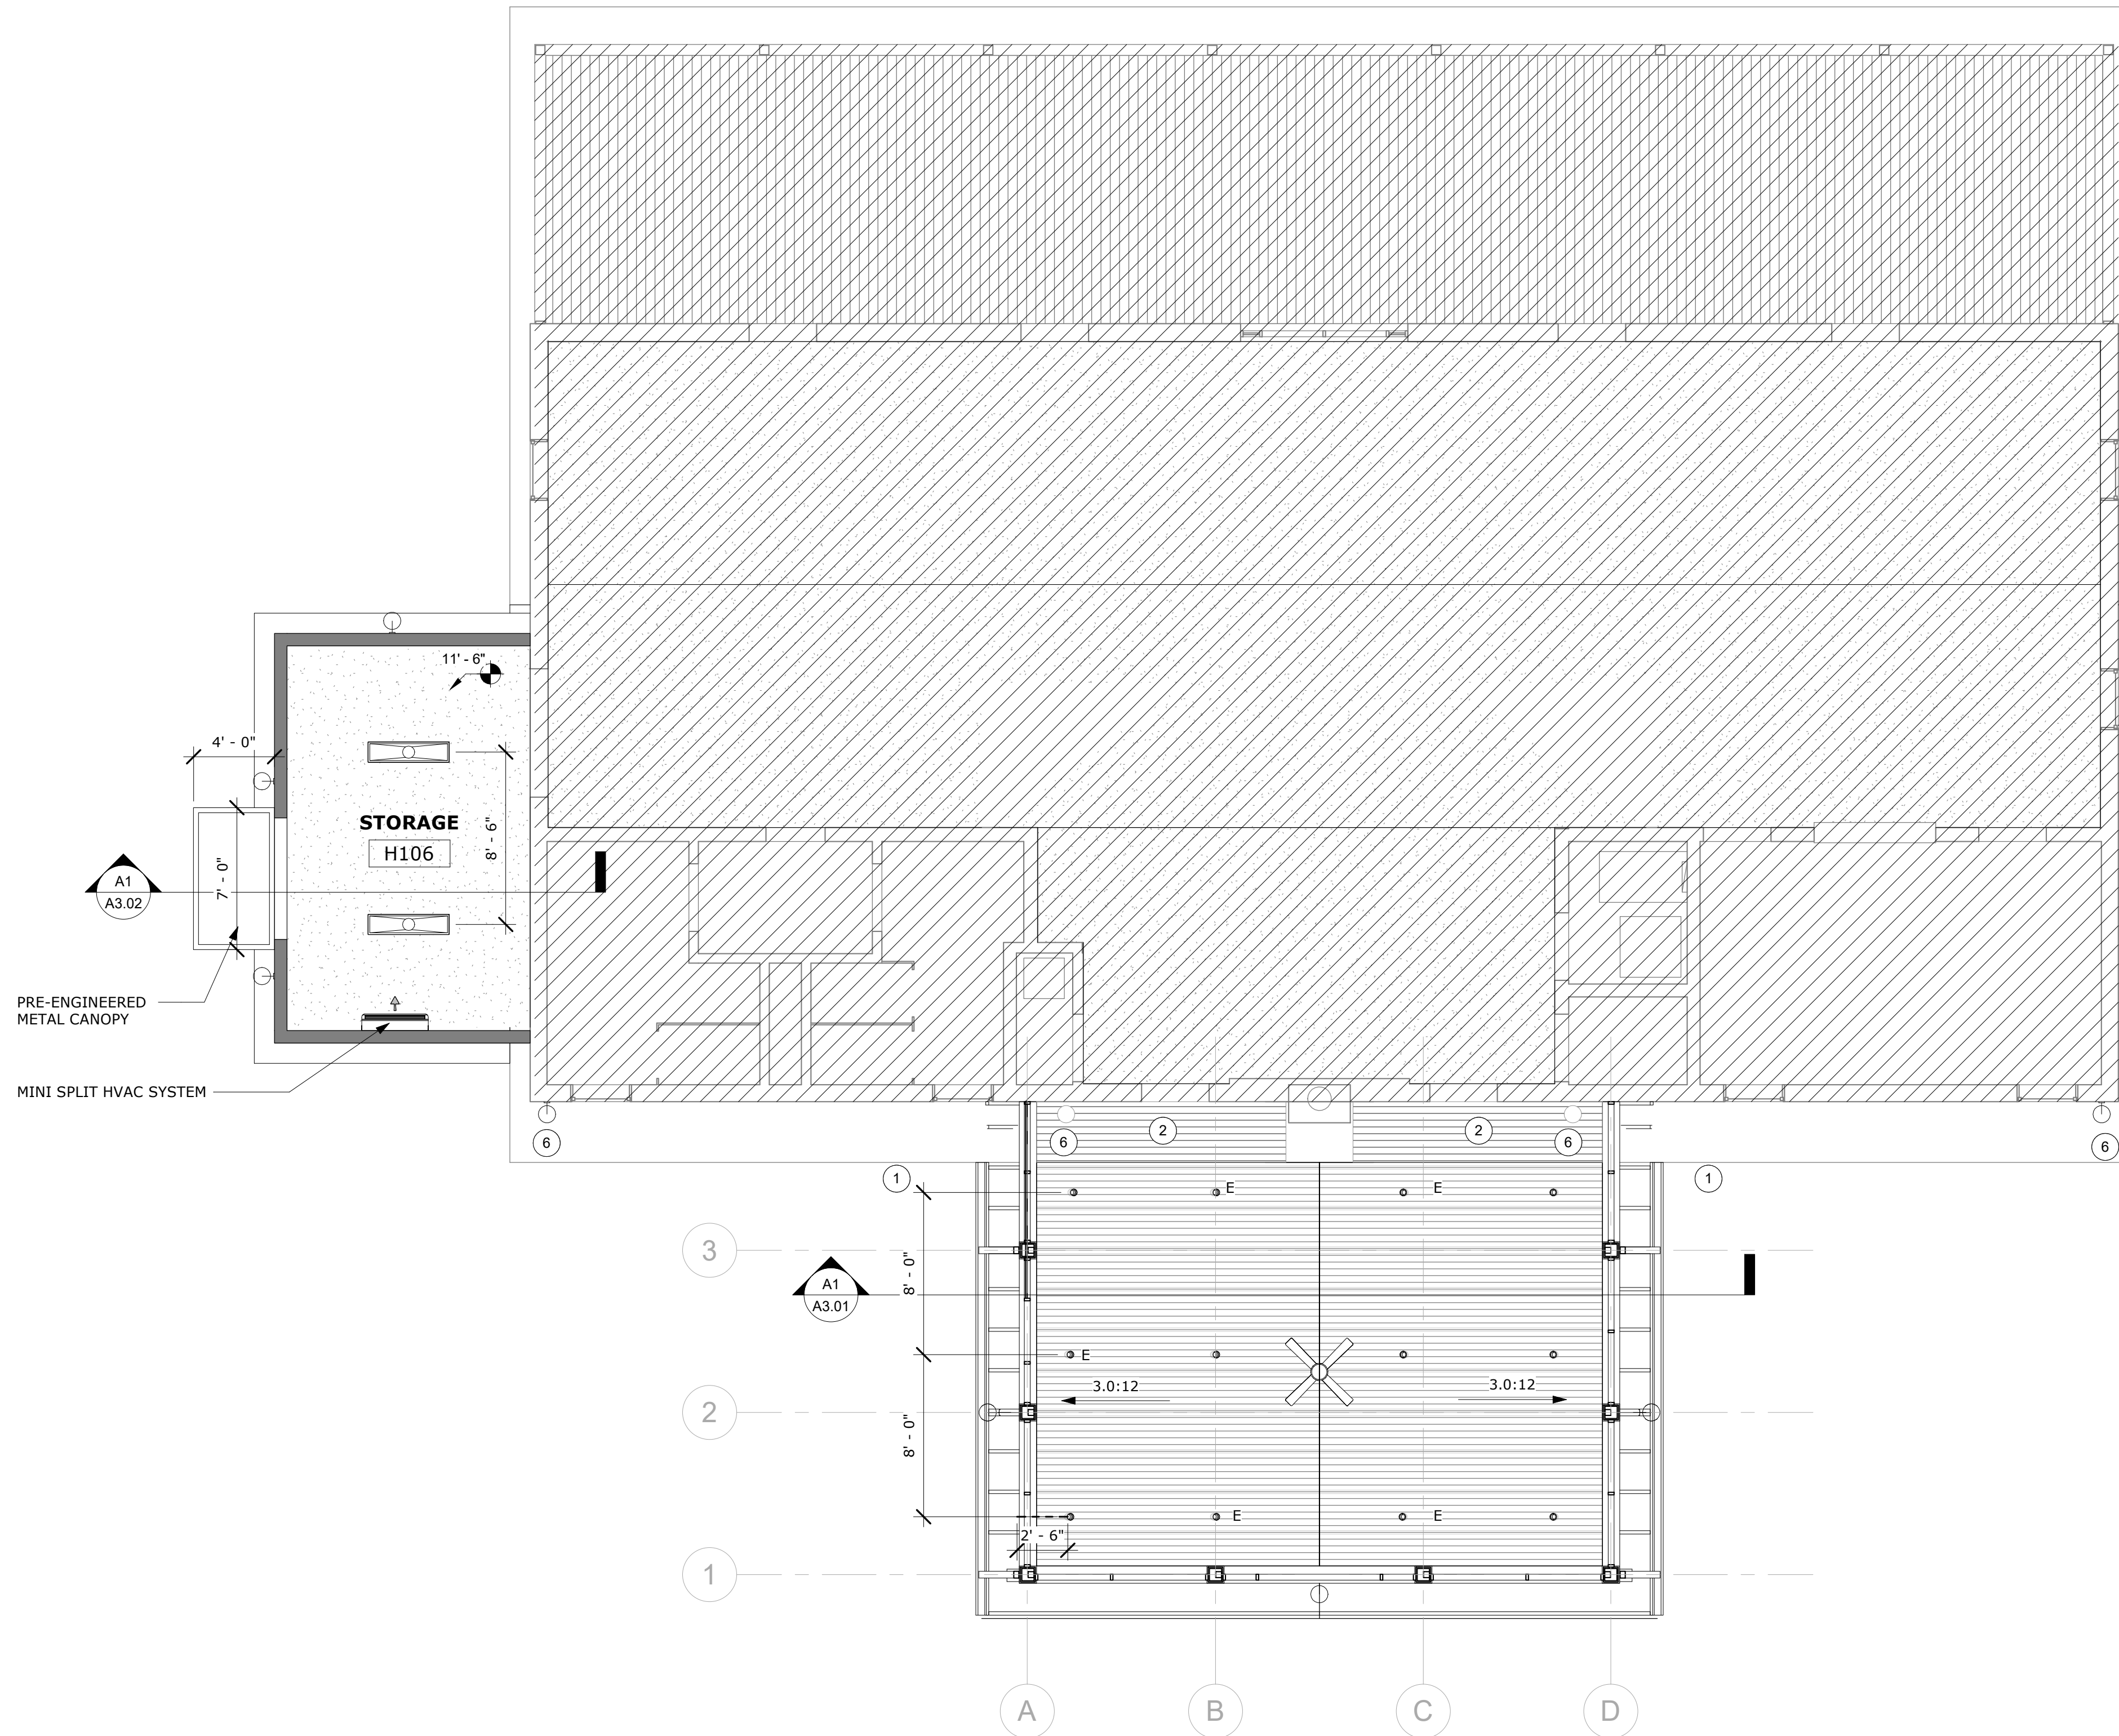 11' - 6"
4' - 0"
STORAGE
H106
8' - 6"
7' - 0"
A1
A3.02
PRE-ENGINEERED
METAL CANOPY
MINI SPLIT HVAC SYSTEM
6
6
2
2
6
6
1
1
E
E
3
8' - 0"
A1
A3.01
E
3.0:12
3.0:12
2
8' - 0"
E
E
2' - 6"
1
A
B
C
D